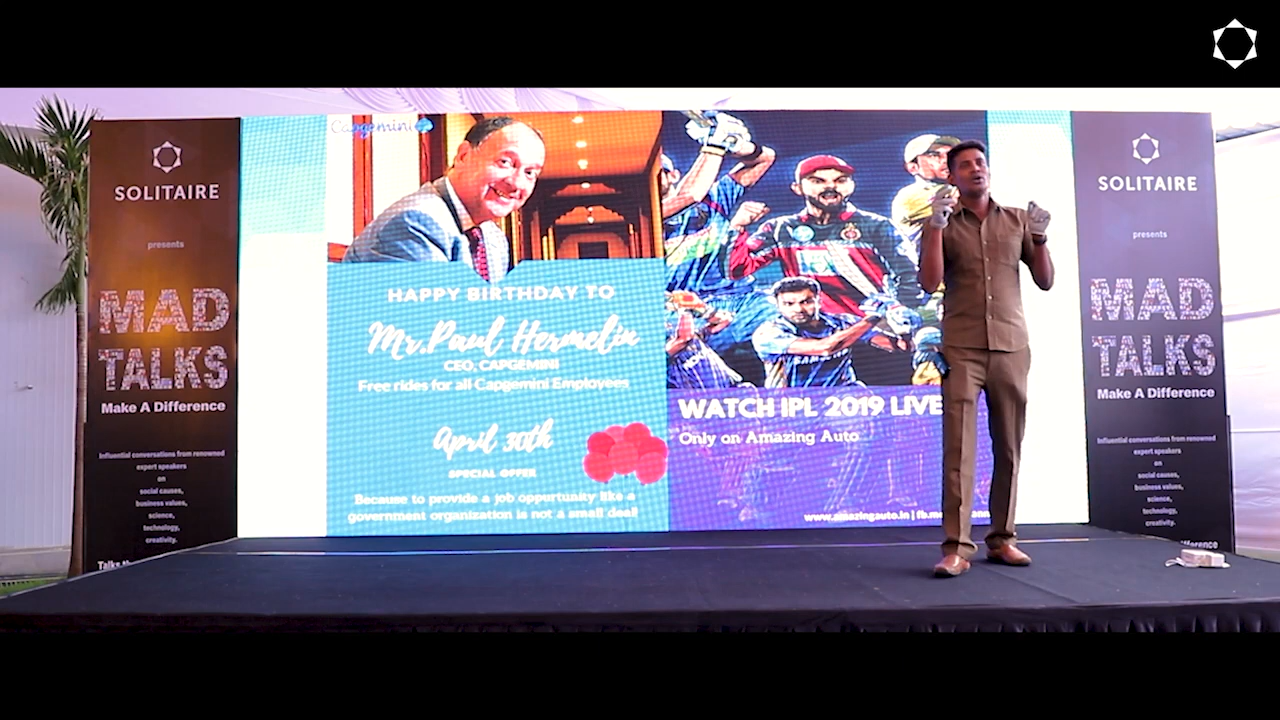 SOLITAIRE
presents
MAD
TALKS
Make A Difference
Influential conversations from renowned
expert speakers
on
social causes,
business values,
science,
technology,
creativity.
Capgemini
HAPPY BIRTHDAY TO
Mr.Paul Hermelin
CEO, CAPGEMINI
Free rides for all Capgemini Employees
April 30th
SPECIAL OFFER
Because to provide a job oppurtunity like a
government organization is not a small deal!
SAMSUNG
WATCH IPL 2019 LIVE
Only on Amazing Auto
www.amazingauto.in
SOLITAIRE
presents
MAD
TALKS
Make A Difference
Influential conversations from renowned
expert speakers
on
social causes,
business values,
science,
technology,
creativity.